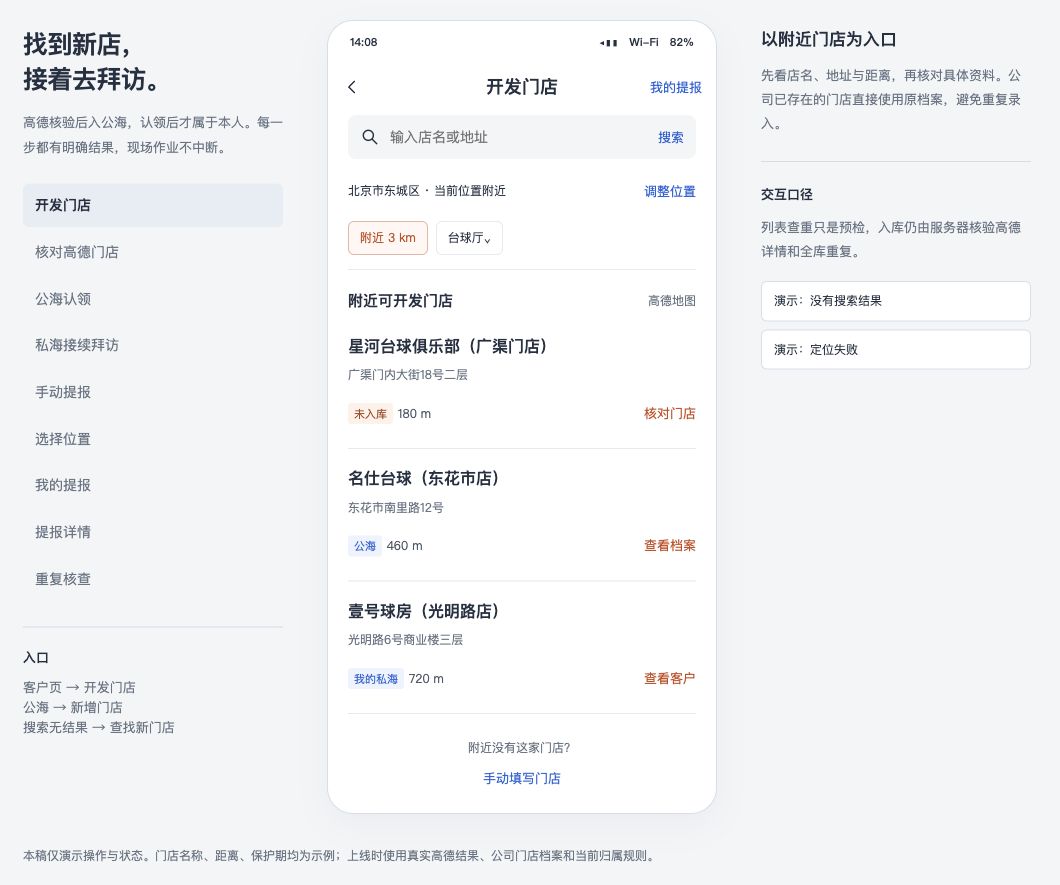 找到新店，
接着去拜访。
高德核验后入公海，认领后才属于本人。每一
步都有明确结果，现场作业不中断。
开发门店
核对高德门店
公海认领
私海接续拜访
手动提报
选择位置
我的提报
提报详情
重复核查
入口
客户页 → 开发门店
公海 → 新增门店
搜索无结果 → 查找新门店
14:08
Wi-Fi 82%
开发门店
我的提报
输入店名或地址
搜索
北京市东城区 · 当前位置附近
调整位置
附近 3 km
台球厅
附近可开发门店
高德地图
星河台球俱乐部（广渠门店）
广渠门内大街18号二层
未入库 180 m
核对门店
名仕台球（东花市店）
东花市南里路12号
公海 460 m
查看档案
壹号球房（光明路店）
光明路6号商业楼三层
我的私海 720 m
查看客户
附近没有这家门店?
手动填写门店
以附近门店为入口
先看店名、地址与距离，再核对具体资料。公
司已存在的门店直接使用原档案，避免重复录
入。
交互口径
列表查重只是预检，入库仍由服务器核验高德
详情和全库重复。
演示：没有搜索结果
演示：定位失败
本稿仅演示操作与状态。门店名称、距离、保护期均为示例；上线时使用真实高德结果、公司门店档案和当前归属规则。